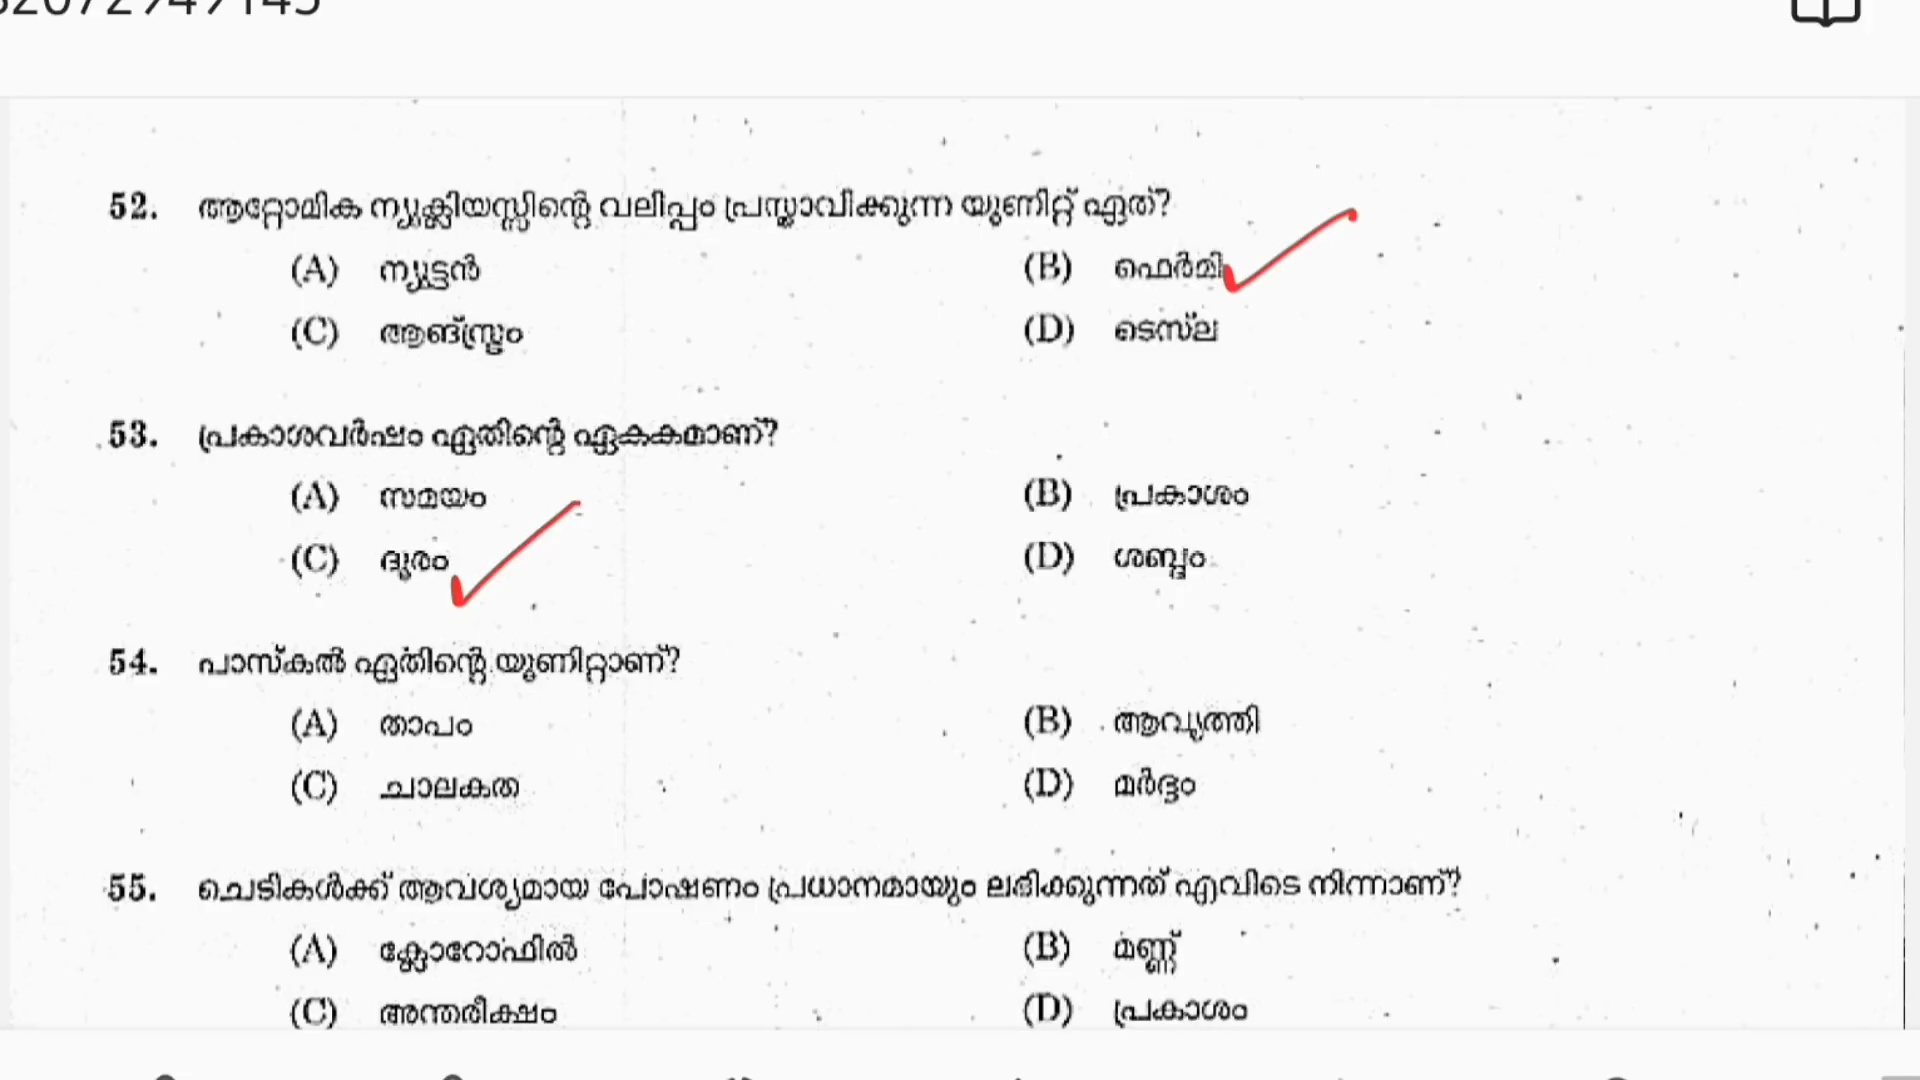 52. ആറ്റോമിക ന്യൂക്ലിയസ്സിന്റെ വലിപ്പം പ്രസ്താവിക്കുന്ന യൂണിറ്റ് ഏത്?
(A) ന്യൂട്ടൻ (B) ഫെർമി
(C) ആങ്സ്ട്രം (D) ടെസ്‌ല
53. പ്രകാശവർഷം ഏതിന്റെ ഏകകമാണ്?
(A) സമയം (B) പ്രകാശം
(C) ദൂരം (D) ശബ്ദം
54. പാസ്കൽ ഏതിന്റെ യൂണിറ്റാണ്?
(A) താപം (B) ആവൃത്തി
(C) ചാലകത (D) മർദ്ദം
55. ചെടികൾക്ക് ആവശ്യമായ പോഷണം പ്രധാനമായും ലഭിക്കുന്നത് എവിടെ നിന്നാണ്?
(A) ക്ലോറോഫിൽ (B) മണ്ണ്
(C) അന്തരീക്ഷം (D) പ്രകാശം